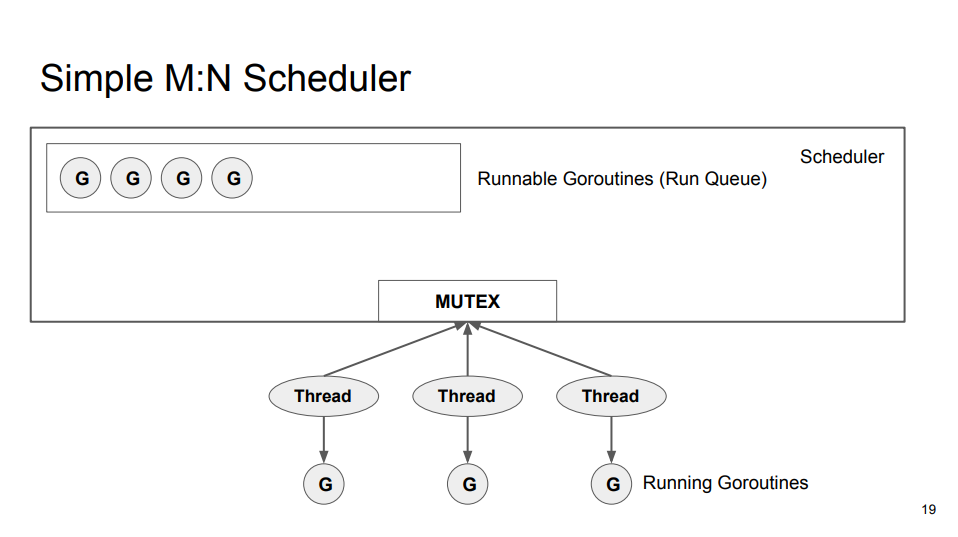 Simple M:N Scheduler
Scheduler
G G G G
Runnable Goroutines (Run Queue)
MUTEX
Thread Thread Thread
G G G Running Goroutines
19